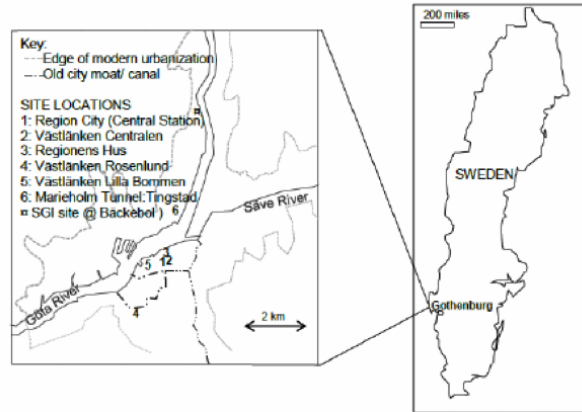 Key:
Edge of modern urbanization
Old city moat/ canal
SITE LOCATIONS
1: Region City (Central Station)
2: Västlänken Centralen
3: Regionens Hus
4: Västlänken Rosenlund
5: Västlänken Lilla Bommen
6: Marieholm Tunnel:Tingstad
¤ SGI site @ Bäckebol )
6
Säve River
3
5
12
Göta River
4
2 km
200 miles
SWEDEN
Gothenburg